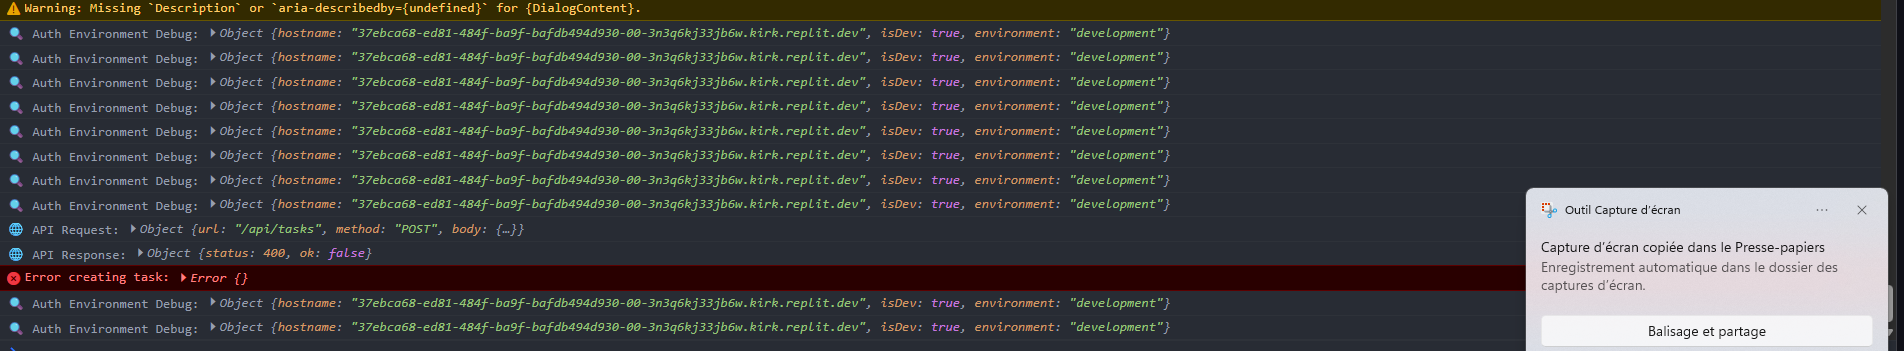 Warning: Missing `Description` or `aria-describedby={undefined}` for {DialogContent}.
Auth Environment Debug: Object {hostname: "37ebca68-ed81-484f-ba9f-bafdb494d930-00-3n3q6kj33jb6w.kirk.replit.dev", isDev: true, environment: "development"}
Auth Environment Debug: Object {hostname: "37ebca68-ed81-484f-ba9f-bafdb494d930-00-3n3q6kj33jb6w.kirk.replit.dev", isDev: true, environment: "development"}
Auth Environment Debug: Object {hostname: "37ebca68-ed81-484f-ba9f-bafdb494d930-00-3n3q6kj33jb6w.kirk.replit.dev", isDev: true, environment: "development"}
Auth Environment Debug: Object {hostname: "37ebca68-ed81-484f-ba9f-bafdb494d930-00-3n3q6kj33jb6w.kirk.replit.dev", isDev: true, environment: "development"}
Auth Environment Debug: Object {hostname: "37ebca68-ed81-484f-ba9f-bafdb494d930-00-3n3q6kj33jb6w.kirk.replit.dev", isDev: true, environment: "development"}
Auth Environment Debug: Object {hostname: "37ebca68-ed81-484f-ba9f-bafdb494d930-00-3n3q6kj33jb6w.kirk.replit.dev", isDev: true, environment: "development"}
Auth Environment Debug: Object {hostname: "37ebca68-ed81-484f-ba9f-bafdb494d930-00-3n3q6kj33jb6w.kirk.replit.dev", isDev: true, environment: "development"}
Auth Environment Debug: Object {hostname: "37ebca68-ed81-484f-ba9f-bafdb494d930-00-3n3q6kj33jb6w.kirk.replit.dev", isDev: true, environment: "development"}
API Request: Object {url: "/api/tasks", method: "POST", body: {…}}
API Response: Object {status: 400, ok: false}
Error creating task: Error {}
Auth Environment Debug: Object {hostname: "37ebca68-ed81-484f-ba9f-bafdb494d930-00-3n3q6kj33jb6w.kirk.replit.dev", isDev: true, environment: "development"}
Auth Environment Debug: Object {hostname: "37ebca68-ed81-484f-ba9f-bafdb494d930-00-3n3q6kj33jb6w.kirk.replit.dev", isDev: true, environment: "development"}
Outil Capture d'écran
Capture d'écran copiée dans le Presse-papiers
Enregistrement automatique dans le dossier des
captures d'écran.
Balisage et partage